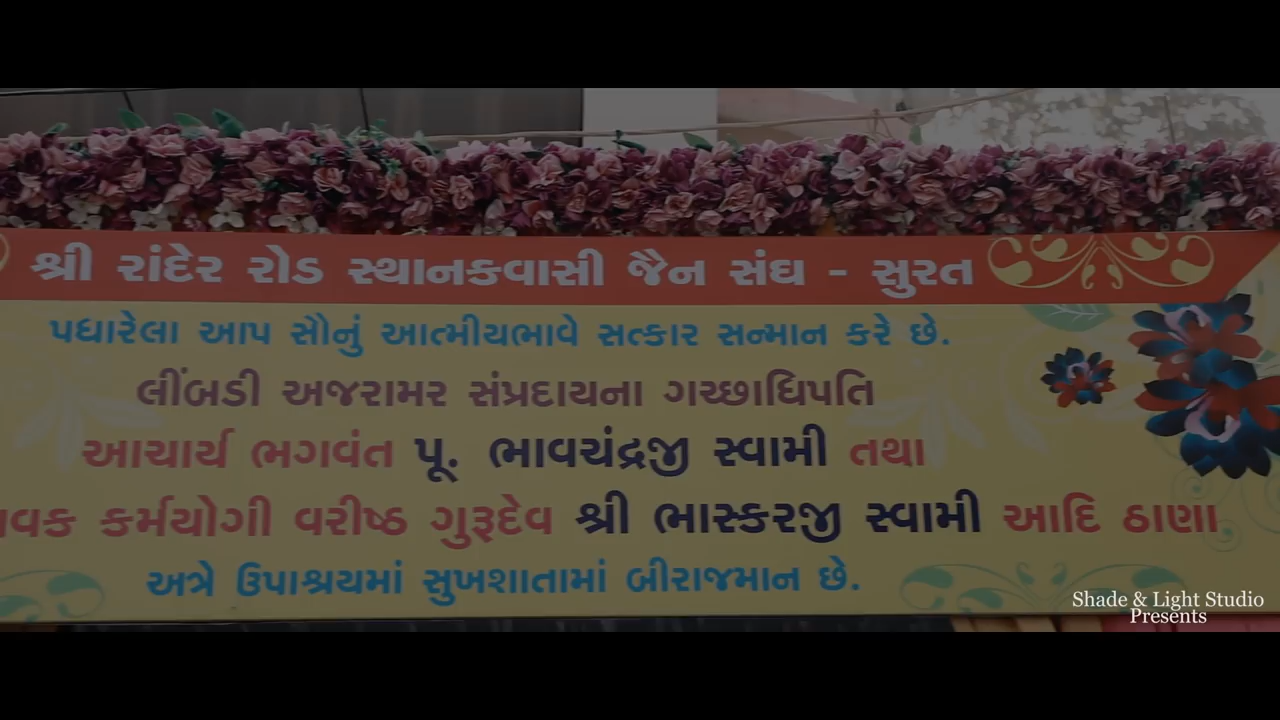 શ્રી રાંદેર રોડ સ્થાનકવાસી જૈન સંઘ - સુરત
પધારેલા આપ સૌનું આત્મીયભાવે સત્કાર સન્માન કરે છે.
લીંબડી અજરામર સંપ્રદાયના ગચ્છાધિપતિ
આચાર્ય ભગવંત પૂ. ભાવચંદ્રજી સ્વામી તથા
કર્મયોગી વરીષ્ઠ ગુરૂદેવ શ્રી ભાસ્કરજી સ્વામી આદિ ઠાણા
અત્રે ઉપાશ્રયમાં સુખશાતામાં બીરાજમાન છે.
Shade & Light Studio
Presents